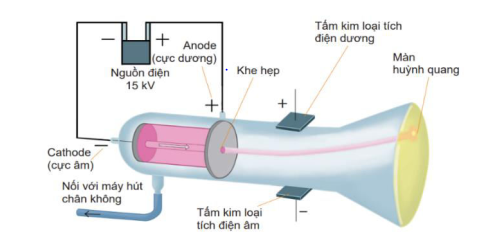 − +
Nguồn điện
15 kV
Anode
(cực dương)
+
Khe hẹp
Tấm kim loại tích
điện dương
+
Màn
huỳnh quang
Cathode
(cực âm)
−
Nối với máy hút
chân không
Tấm kim loại
tích điện âm
−